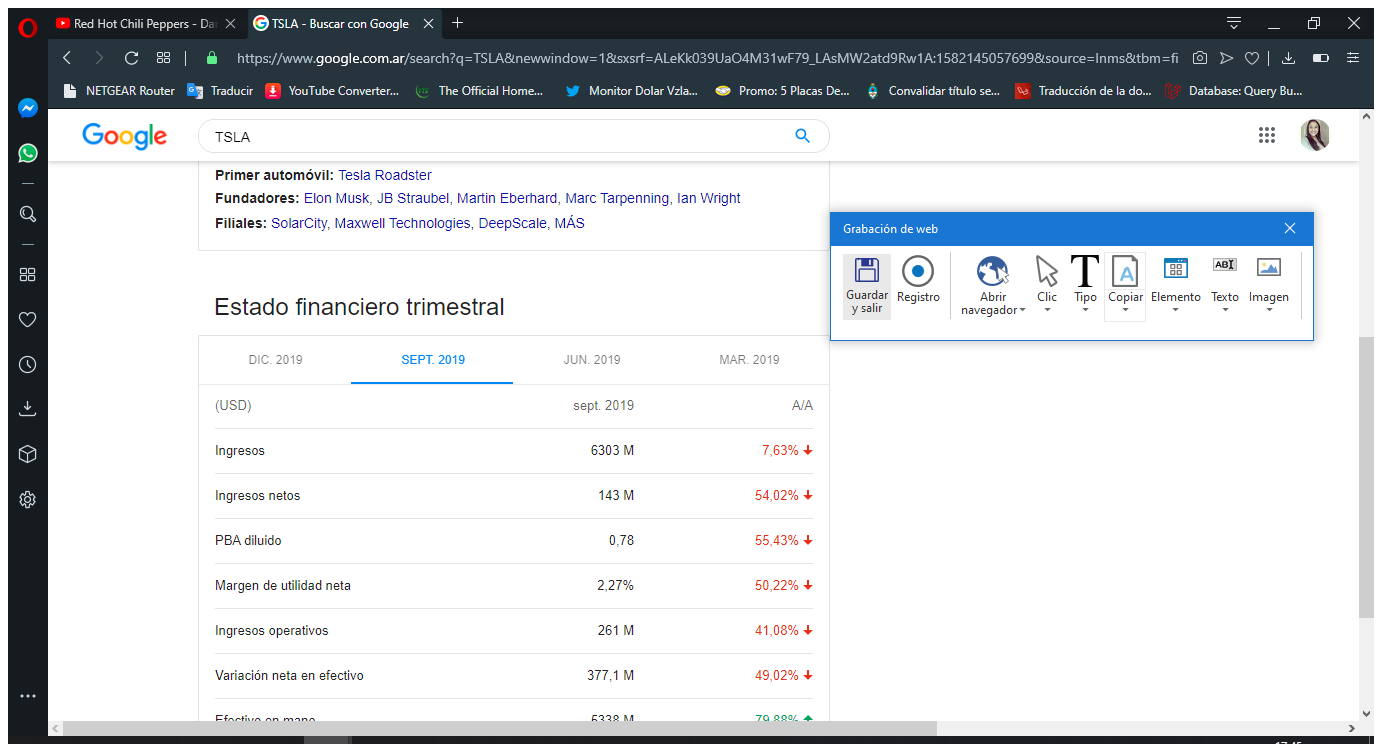 Red Hot Chili Peppers - Da
TSLA - Buscar con Google
https://www.google.com.ar/search?q=TSLA&newwindow=1&sxsrf=ALeKk039UaO4M31wF79_LAsMW2atd9Rw1A:1582145057699&source=lnms&tbm=fi
NETGEAR Router Traducir YouTube Converter... The Official Home... Monitor Dolar Vzla... Promo: 5 Placas De... Convalidar título se... Traducción de la do... Database: Query Bu...
Google TSLA
Primer automóvil: Tesla Roadster
Fundadores: Elon Musk, JB Straubel, Martin Eberhard, Marc Tarpenning, Ian Wright
Filiales: SolarCity, Maxwell Technologies, DeepScale, MÁS
Grabación de web
Guardar y salir
Registro
Abrir navegador
Clic
Tipo
Copiar
Elemento
Texto
Imagen
ABI
Estado financiero trimestral
DIC. 2019 SEPT. 2019 JUN. 2019 MAR. 2019
(USD) sept. 2019 A/A
Ingresos 6303 M 7,63%
Ingresos netos 143 M 54,02%
PBA diluido 0,78 55,43%
Margen de utilidad neta 2,27% 50,22%
Ingresos operativos 261 M 41,08%
Variación neta en efectivo 377,1 M 49,02%
Efectivo en mano 5338 M 79,88%